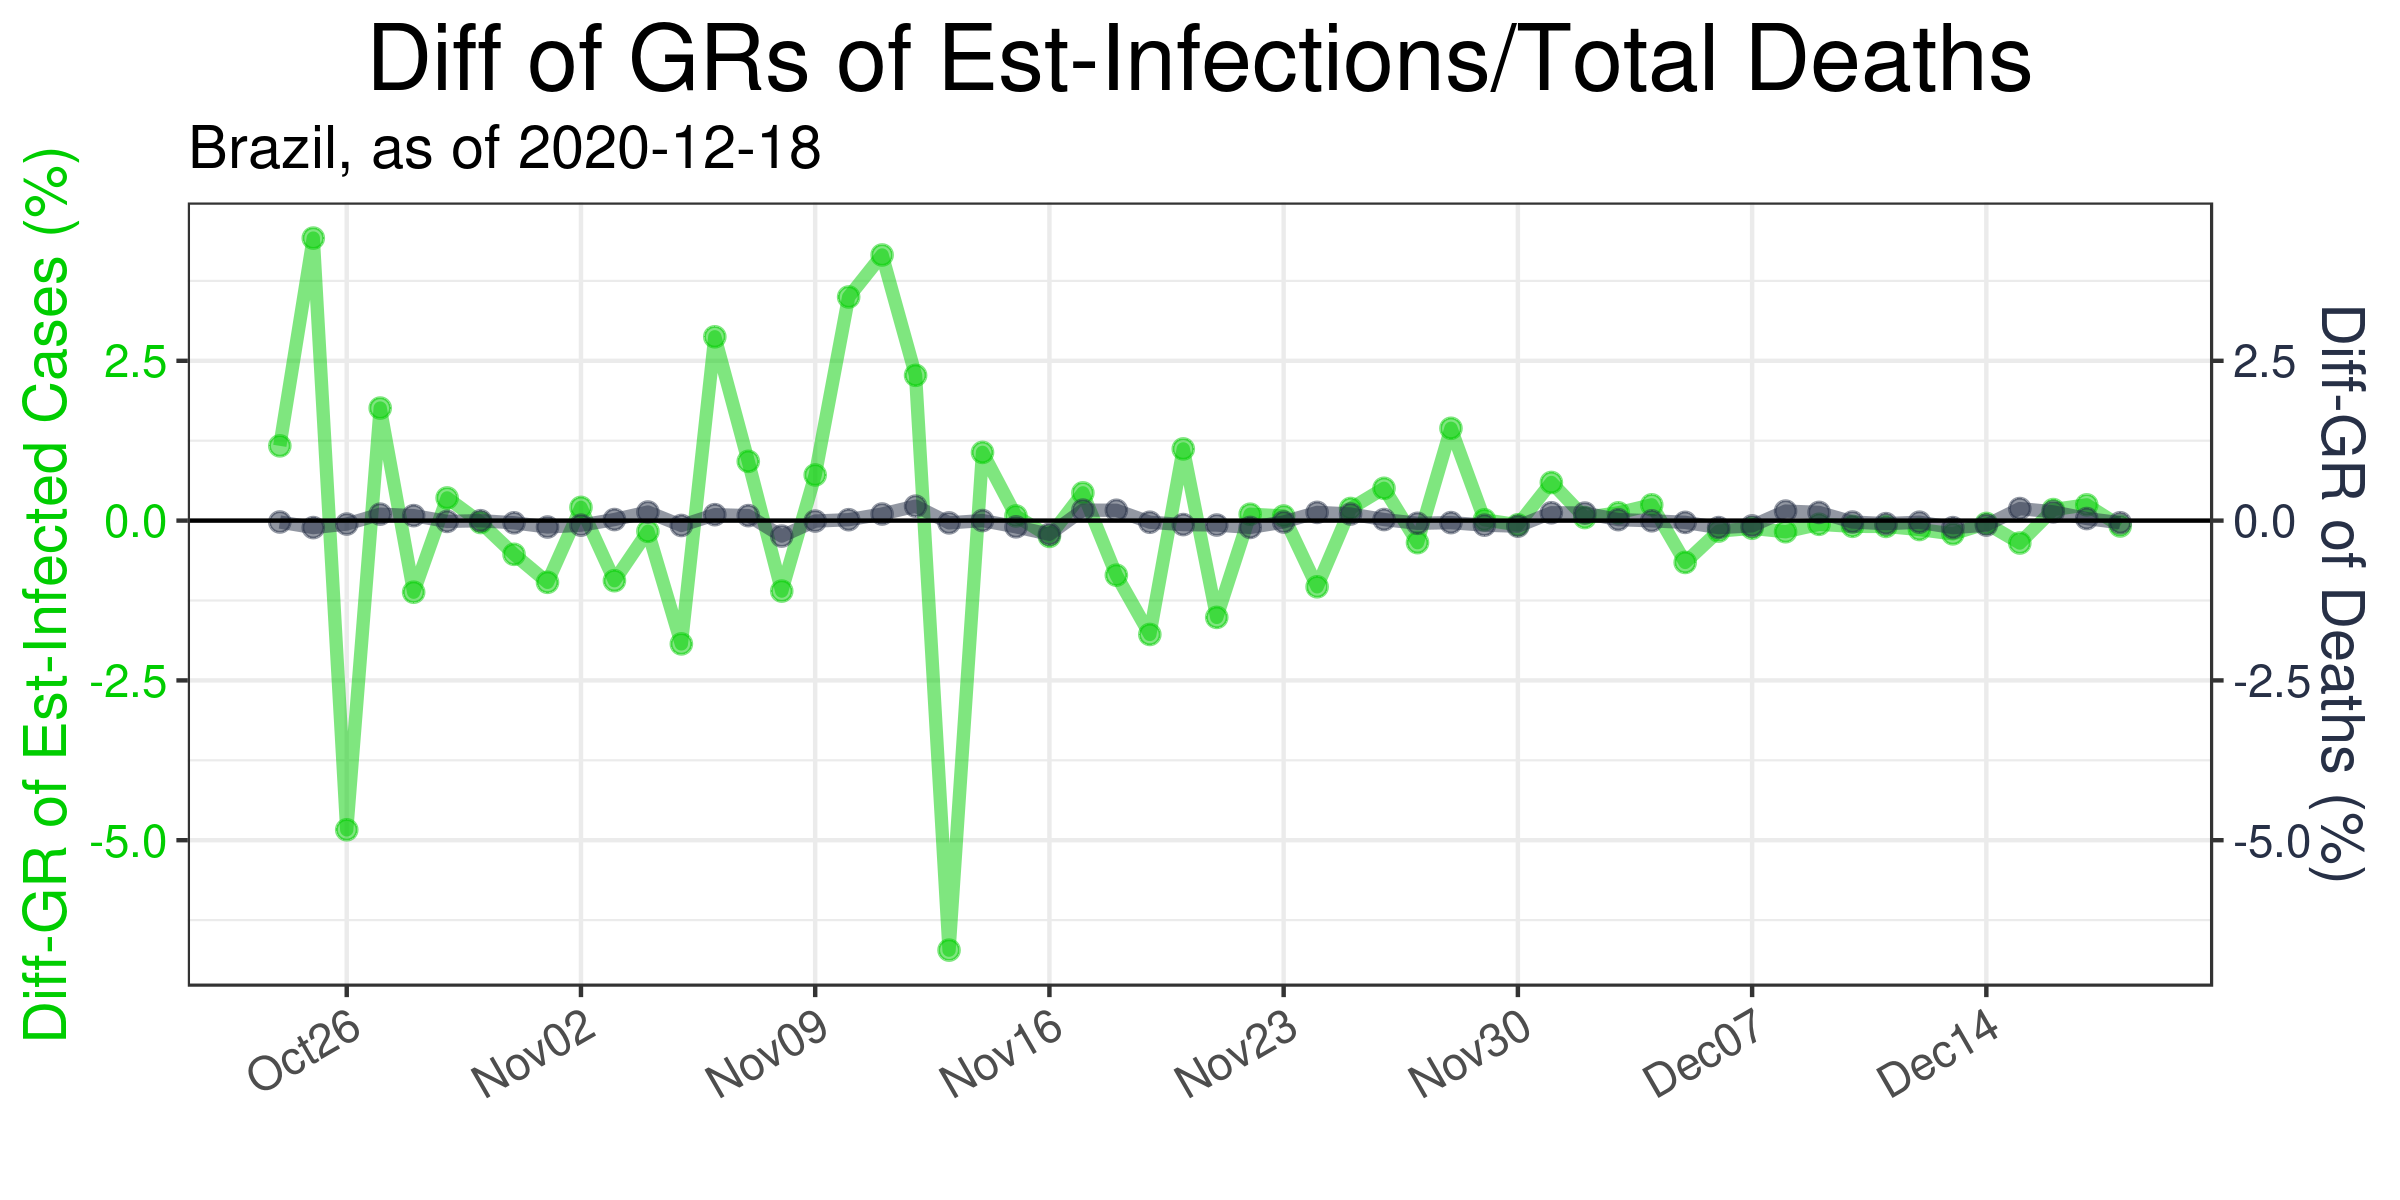 Diff of GRs of Est-Infections/Total Deaths
Brazil, as of 2020-12-18
Diff-GR of Est-Infected Cases (%)
2.5
0.0
-2.5
-5.0
2.5
0.0
-2.5
-5.0
Diff-GR of Deaths (%)
Oct26
Nov02
Nov09
Nov16
Nov23
Nov30
Dec07
Dec14